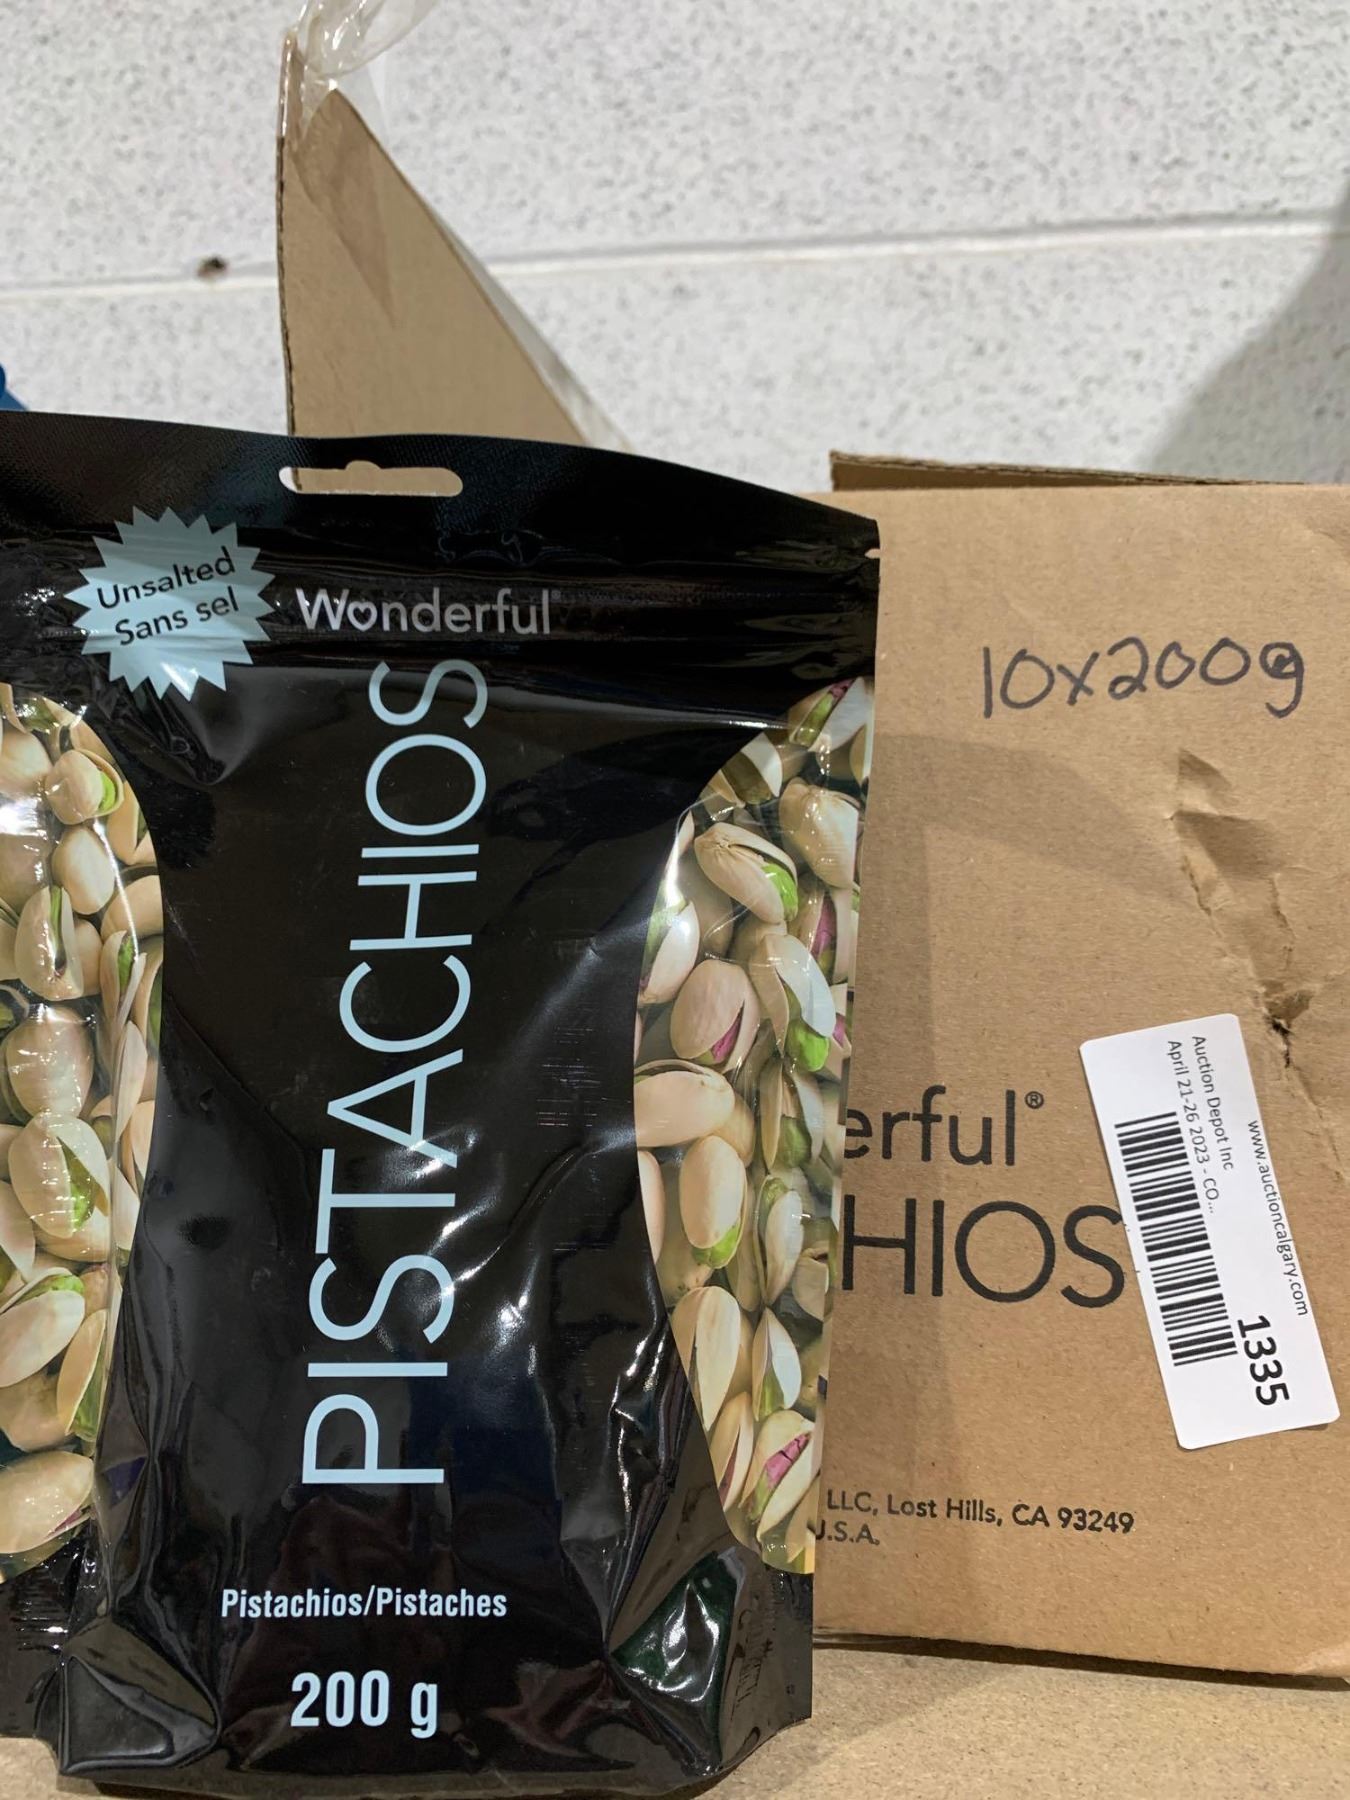 Unsalted
Sans sel
Wonderful
PISTACHIOS
Pistachios/Pistaches
200 g
10x200g
erful®
HIOS
LLC, Lost Hills, CA 93249
U.S.A.
www.auctioncalgary.com
1335
Auction Depot Inc
April 21-26 2023 - CO...